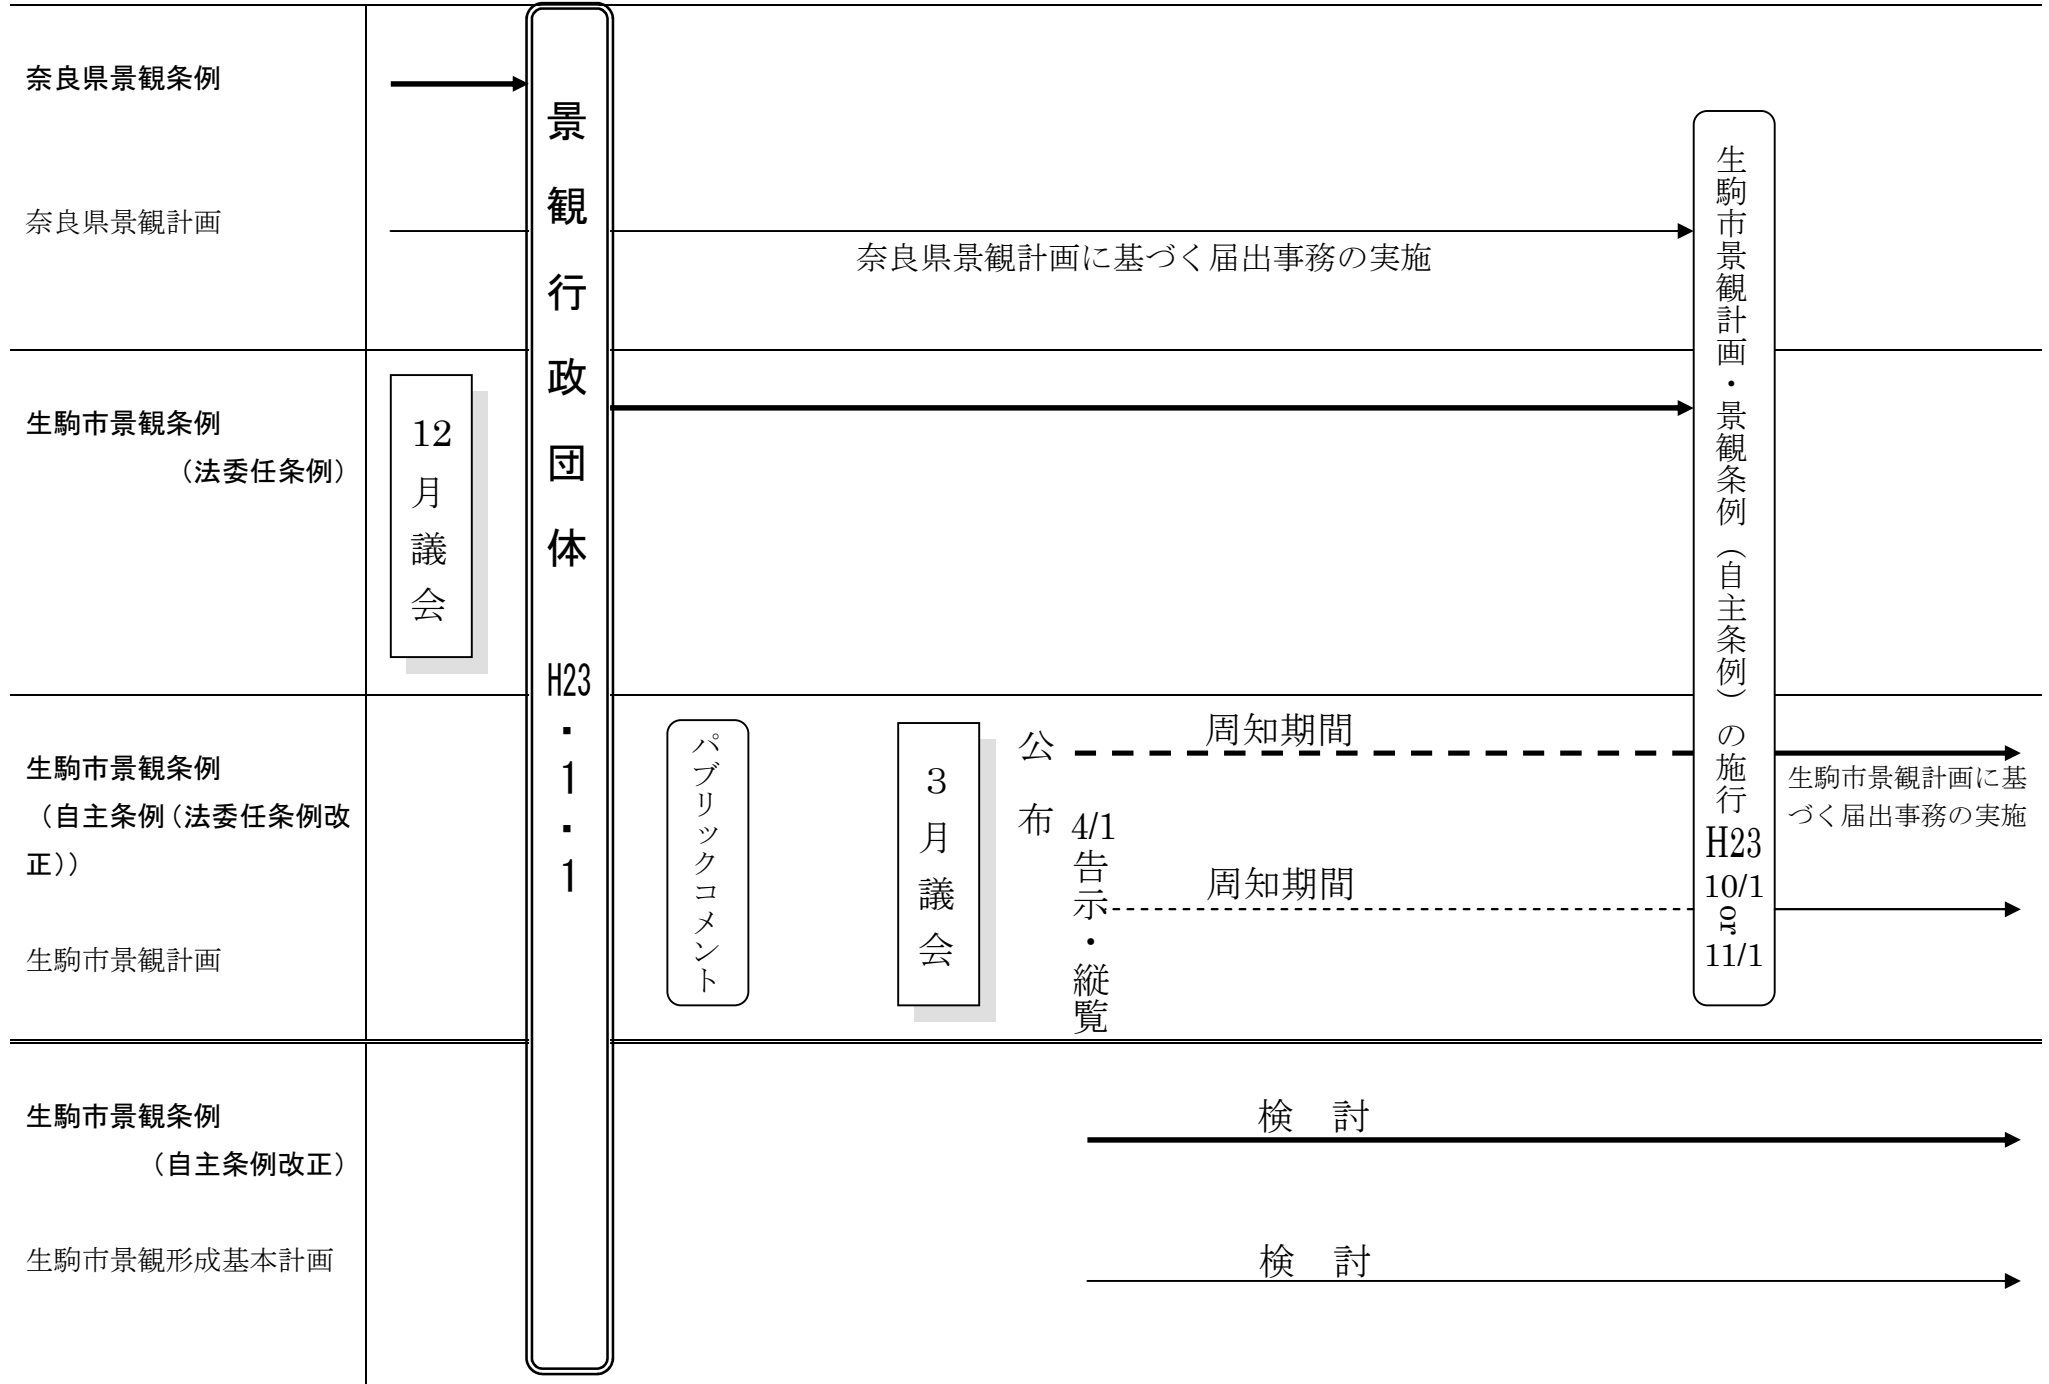 奈良県景観条例
奈良県景観計画
景観行政団体 H23・1・1
奈良県景観計画に基づく届出事務の実施
生駒市景観計画・景観条例（自主条例）の施行 H23 10/1 or 11/1
生駒市景観条例
（法委任条例）
12月議会
生駒市景観条例
（自主条例（法委任条例改
正））
生駒市景観計画
パブリックコメント
3月議会
公布
周知期間
4/1告示・縦覧
周知期間
生駒市景観計画に基
づく届出事務の実施
生駒市景観条例
（自主条例改正）
検 討
生駒市景観形成基本計画
検 討